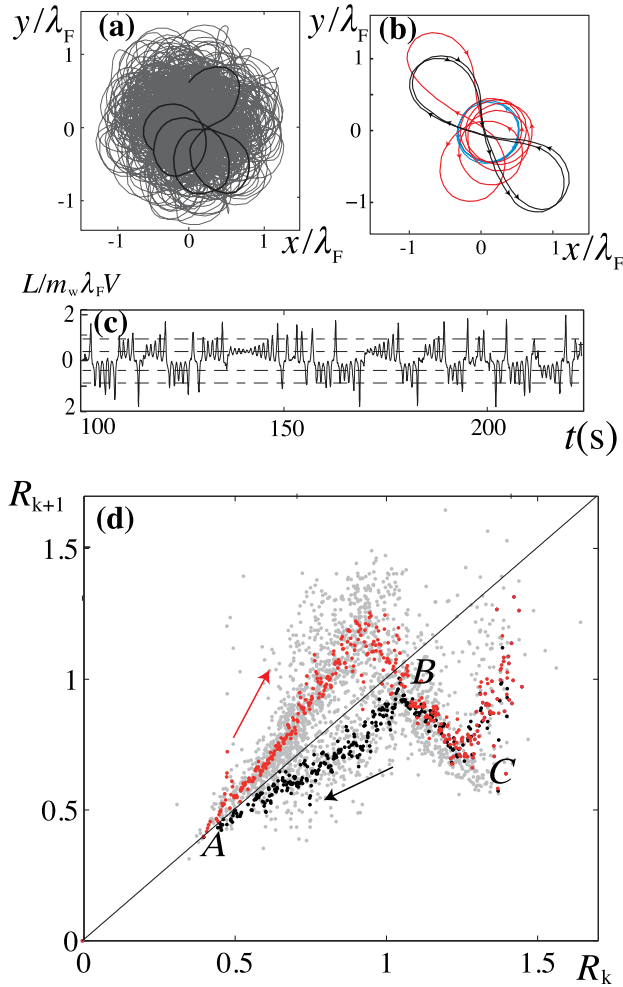 y/λF (a)
1
0
-1
-1 0 1 x/λF
y/λF (b)
1
0
-1
-1 0 1 x/λF
L/mwλFV
(c)
2
0
2
100 150 200 t(s)
Rk+1 (d)
1.5
1
0.5
0
A
B
C
0 0.5 1 1.5 Rk